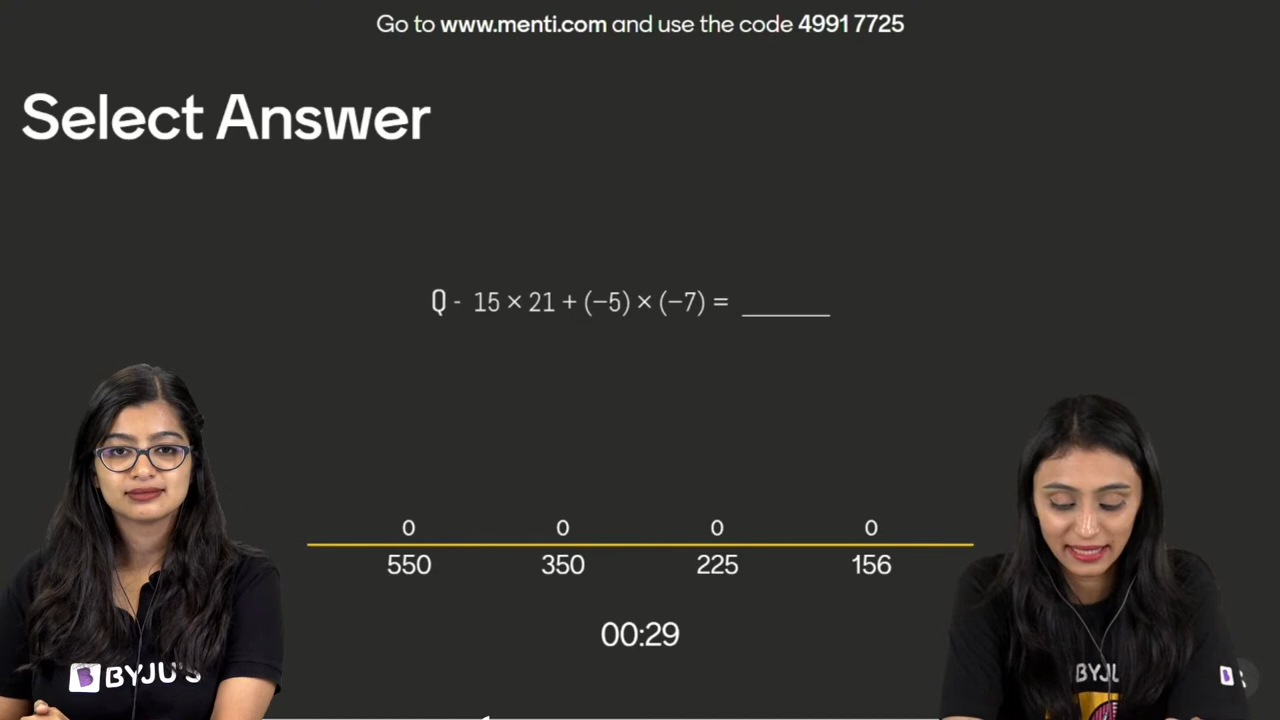 Go to www.menti.com and use the code 4991 7725
Select Answer
Q - 15 × 21 + (−5) × (−7) = ______
0 0 0 0
550 350 225 156
00:29
BYJU'S
BYJU